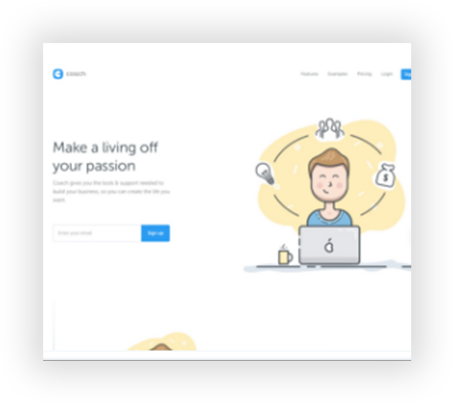 coach
Features Examples Pricing Login Sign
Make a living off
your passion
Coach gives you the tools & support needed to
build your business, so you can create the life you
want.
Enter your email
Sign up
$